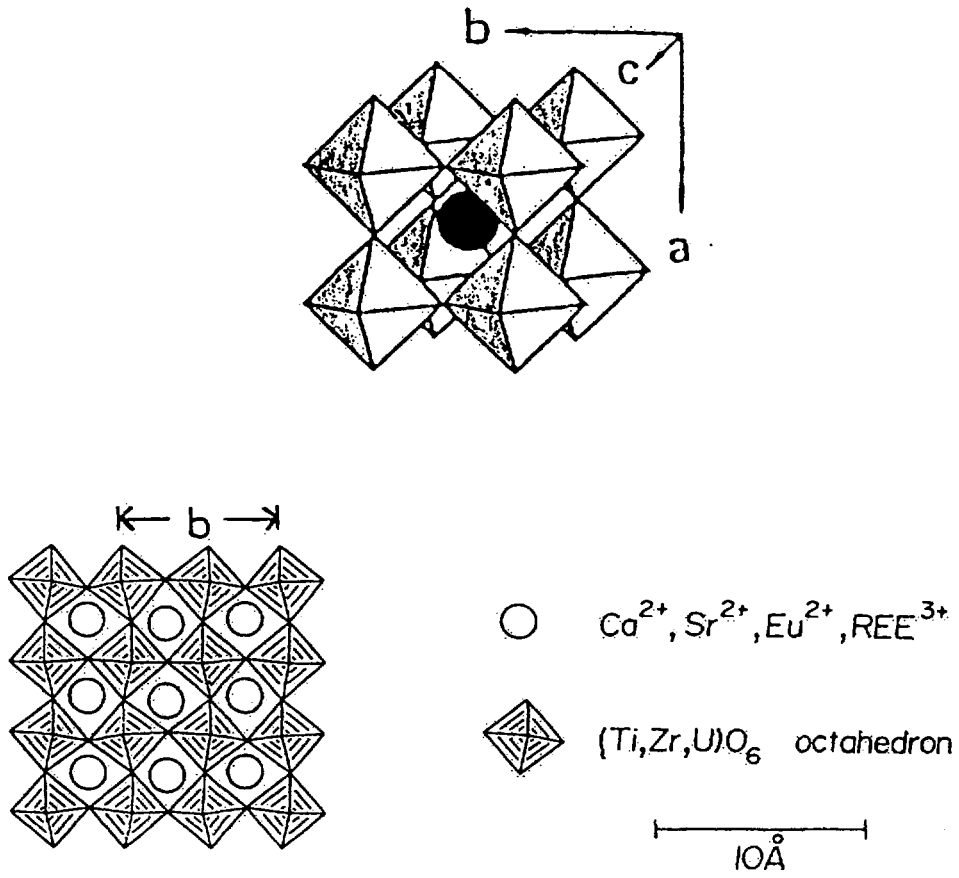 b
c
a
b
Ca²⁺, Sr²⁺, Eu²⁺, REE³⁺
(Ti,Zr,U)O₆ octahedron
10Å